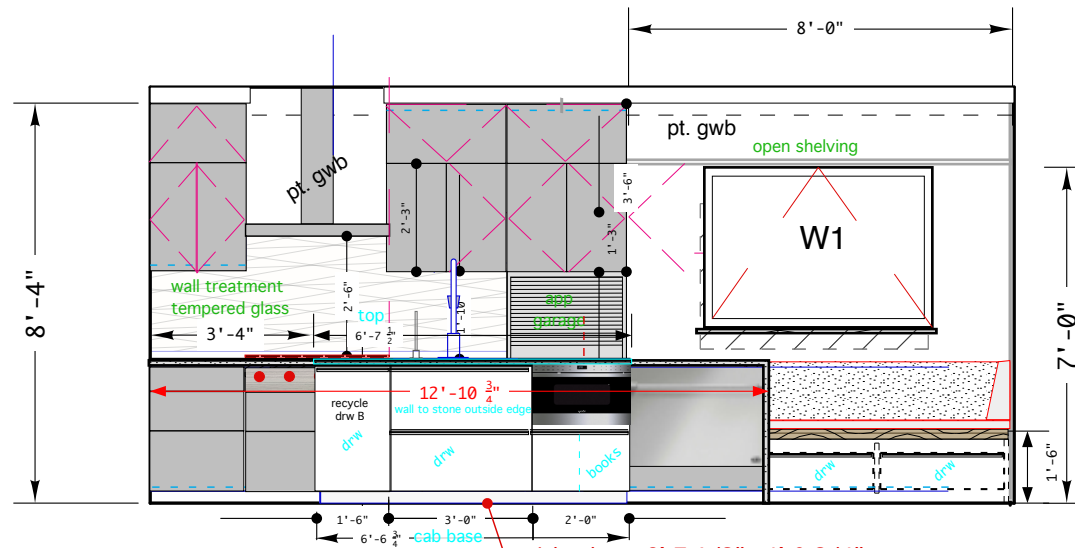 8'-0"
pt. gwb
open shelving
pt. gwb
3'-6"
2'-3"
1'-3"
W1
8'-4"
7'-0"
wall treatment
tempered glass
2'-6"
top
app
garage
3'-4"
6'-7 1/2"
12'-10 3/4"
wall to stone outside edge
recycle
drw B
drw
drw
books
drw
drw
1'-6"
1'-6"
3'-0"
2'-0"
6'-6 3/4"
cab base